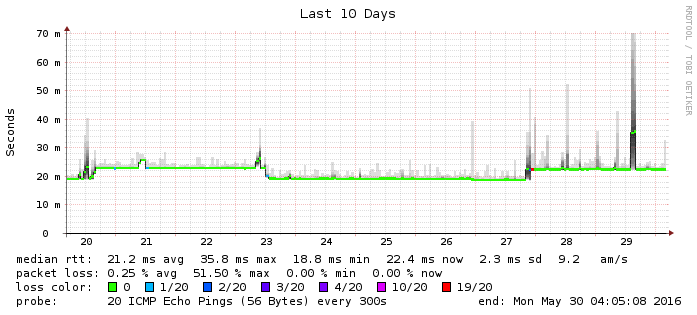 Last 10 Days
RRDTOOL / TOBI OETIKER
Seconds
70 m
60 m
50 m
40 m
30 m
20 m
10 m
0
20 21 22 23 24 25 26 27 28 29
median rtt: 21.2 ms avg 35.8 ms max 18.8 ms min 22.4 ms now 2.3 ms sd 9.2 am/s
packet loss: 0.25 % avg 51.50 % max 0.00 % min 0.00 % now
loss color: 0 1/20 2/20 3/20 4/20 10/20 19/20
probe: 20 ICMP Echo Pings (56 Bytes) every 300s end: Mon May 30 04:05:08 2016